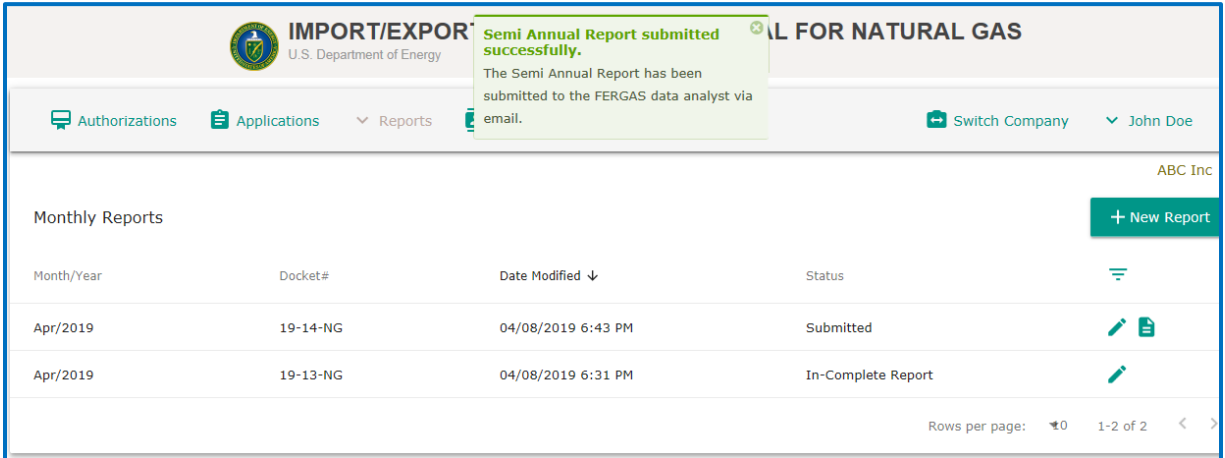 IMPORT/EXPOR
AL FOR NATURAL GAS
U.S. Department of Energy
Semi Annual Report submitted
successfully.
The Semi Annual Report has been
submitted to the FERGAS data analyst via
email.
Authorizations Applications Reports Switch Company John Doe
ABC Inc
Monthly Reports + New Report
Month/Year Docket# Date Modified ↓ Status
Apr/2019 19-14-NG 04/08/2019 6:43 PM Submitted
Apr/2019 19-13-NG 04/08/2019 6:31 PM In-Complete Report
Rows per page: 10 1-2 of 2 < >